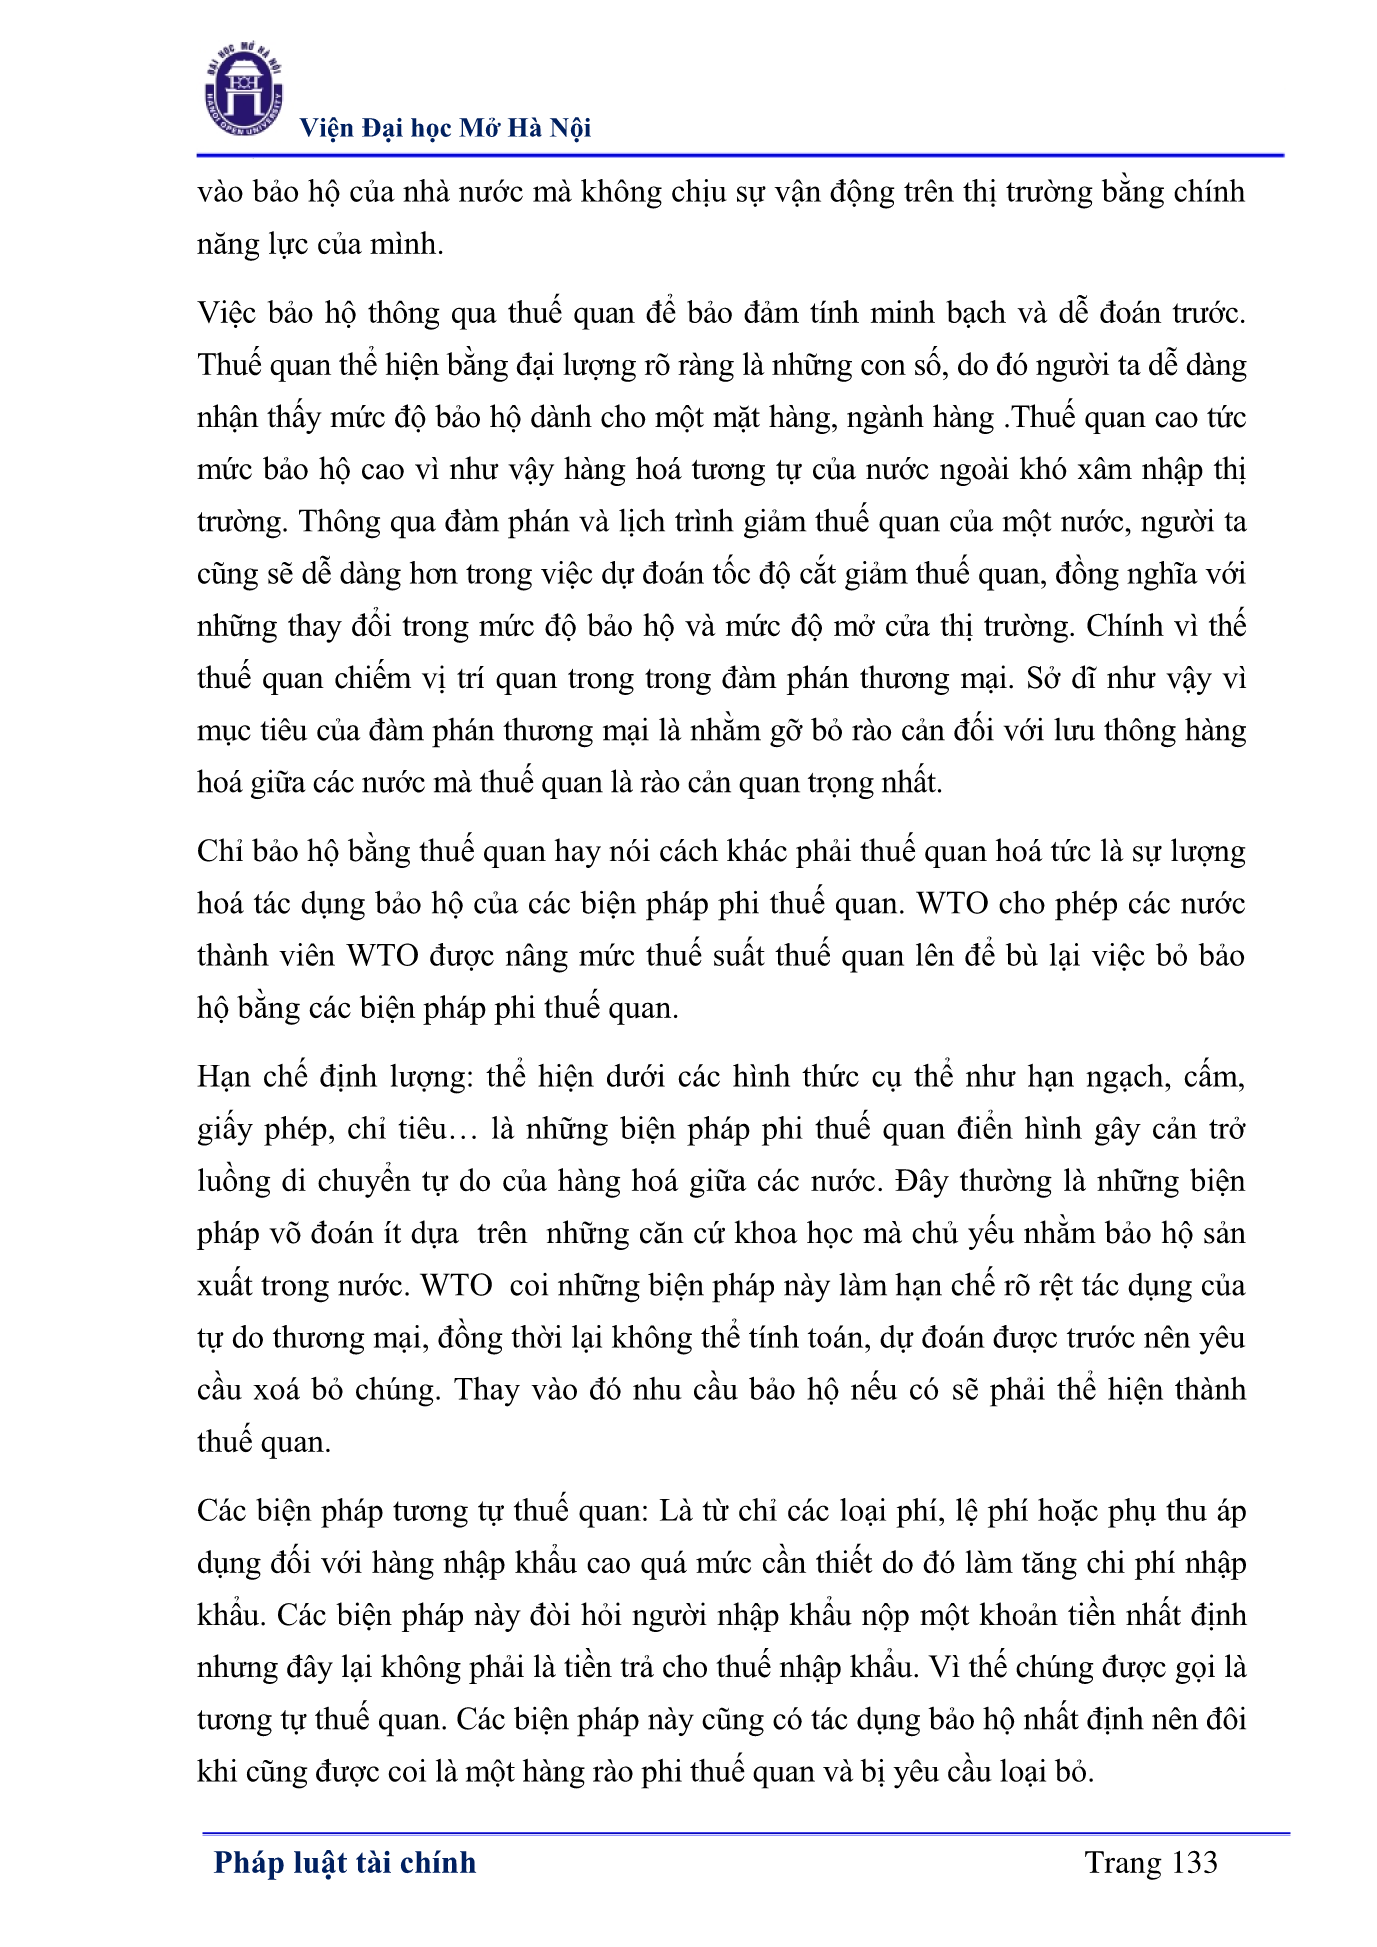 ĐẠI HỌC MỞ HÀ NỘI
HANOI OPEN UNIVERSITY
Viện Đại học Mở Hà Nội
vào bảo hộ của nhà nước mà không chịu sự vận động trên thị trường bằng chính
năng lực của mình.
Việc bảo hộ thông qua thuế quan để bảo đảm tính minh bạch và dễ đoán trước.
Thuế quan thể hiện bằng đại lượng rõ ràng là những con số, do đó người ta dễ dàng
nhận thấy mức độ bảo hộ dành cho một mặt hàng, ngành hàng .Thuế quan cao tức
mức bảo hộ cao vì như vậy hàng hoá tương tự của nước ngoài khó xâm nhập thị
trường. Thông qua đàm phán và lịch trình giảm thuế quan của một nước, người ta
cũng sẽ dễ dàng hơn trong việc dự đoán tốc độ cắt giảm thuế quan, đồng nghĩa với
những thay đổi trong mức độ bảo hộ và mức độ mở cửa thị trường. Chính vì thế
thuế quan chiếm vị trí quan trong trong đàm phán thương mại. Sở dĩ như vậy vì
mục tiêu của đàm phán thương mại là nhằm gỡ bỏ rào cản đối với lưu thông hàng
hoá giữa các nước mà thuế quan là rào cản quan trọng nhất.
Chỉ bảo hộ bằng thuế quan hay nói cách khác phải thuế quan hoá tức là sự lượng
hoá tác dụng bảo hộ của các biện pháp phi thuế quan. WTO cho phép các nước
thành viên WTO được nâng mức thuế suất thuế quan lên để bù lại việc bỏ bảo
hộ bằng các biện pháp phi thuế quan.
Hạn chế định lượng: thể hiện dưới các hình thức cụ thể như hạn ngạch, cấm,
giấy phép, chỉ tiêu… là những biện pháp phi thuế quan điển hình gây cản trở
luồng di chuyển tự do của hàng hoá giữa các nước. Đây thường là những biện
pháp võ đoán ít dựa trên những căn cứ khoa học mà chủ yếu nhằm bảo hộ sản
xuất trong nước. WTO coi những biện pháp này làm hạn chế rõ rệt tác dụng của
tự do thương mại, đồng thời lại không thể tính toán, dự đoán được trước nên yêu
cầu xoá bỏ chúng. Thay vào đó nhu cầu bảo hộ nếu có sẽ phải thể hiện thành
thuế quan.
Các biện pháp tương tự thuế quan: Là từ chỉ các loại phí, lệ phí hoặc phụ thu áp
dụng đối với hàng nhập khẩu cao quá mức cần thiết do đó làm tăng chi phí nhập
khẩu. Các biện pháp này đòi hỏi người nhập khẩu nộp một khoản tiền nhất định
nhưng đây lại không phải là tiền trả cho thuế nhập khẩu. Vì thế chúng được gọi là
tương tự thuế quan. Các biện pháp này cũng có tác dụng bảo hộ nhất định nên đôi
khi cũng được coi là một hàng rào phi thuế quan và bị yêu cầu loại bỏ.
Pháp luật tài chính
Trang 133